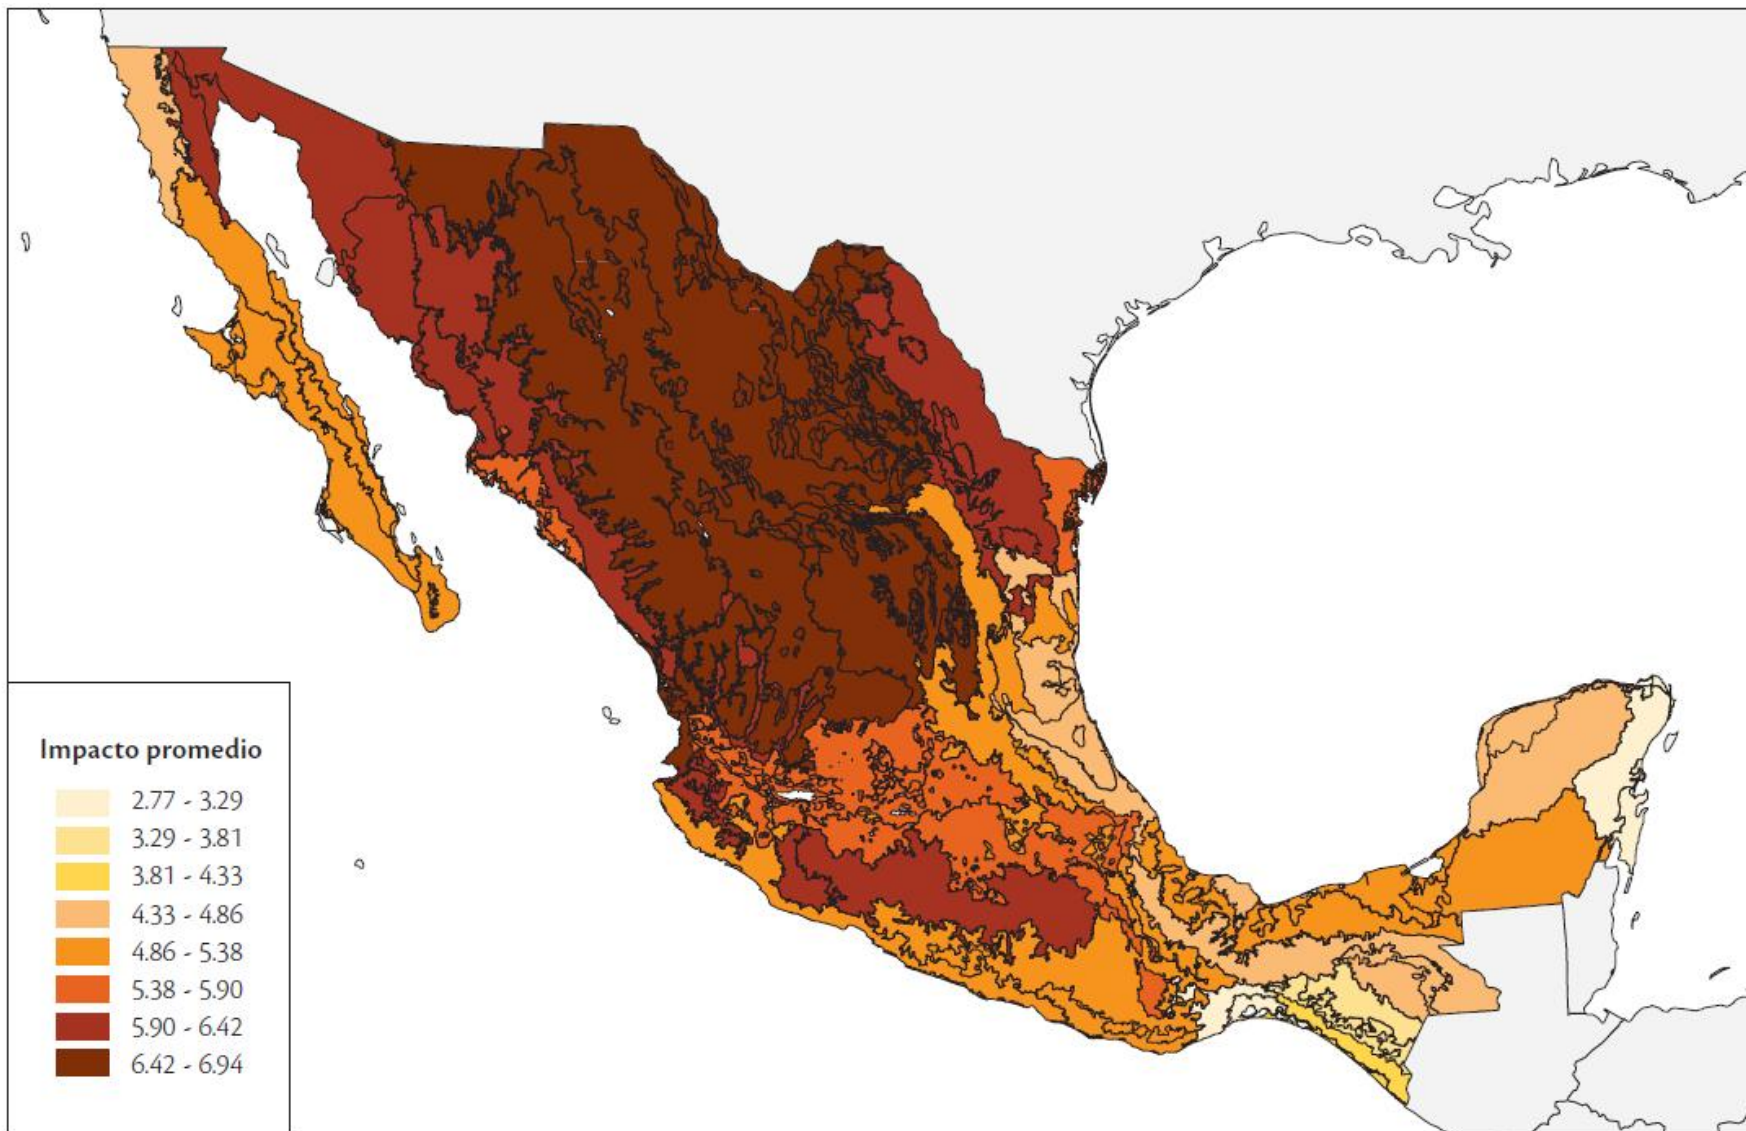 Impacto promedio
2.77 - 3.29
3.29 - 3.81
3.81 - 4.33
4.33 - 4.86
4.86 - 5.38
5.38 - 5.90
5.90 - 6.42
6.42 - 6.94